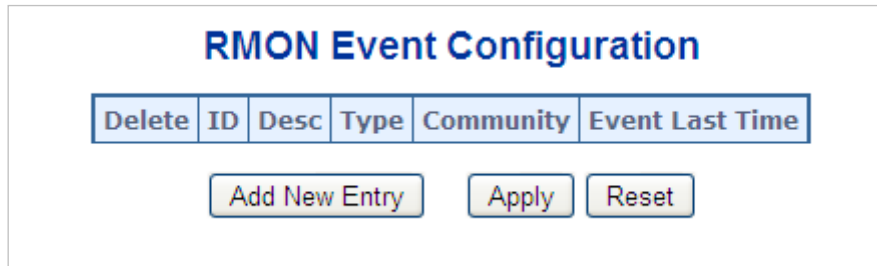 RMON Event Configuration
Delete ID Desc Type Community Event Last Time
Add New Entry Apply Reset